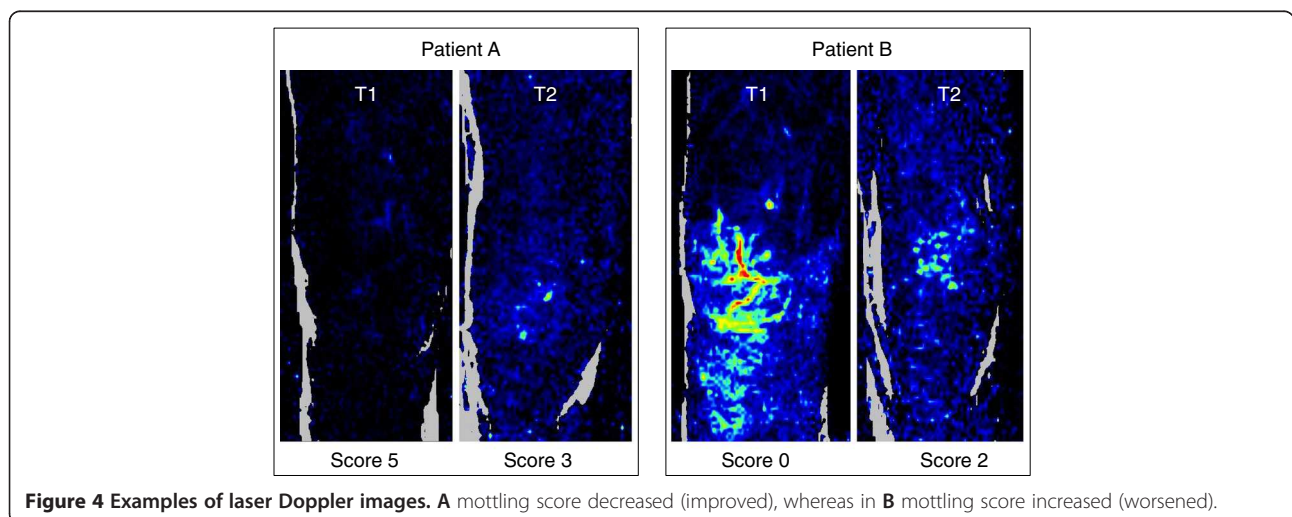 Patient A
Patient B
T1
T2
T1
T2
Score 5
Score 3
Score 0
Score 2
Figure 4 Examples of laser Doppler images. A mottling score decreased (improved), whereas in B mottling score increased (worsened).